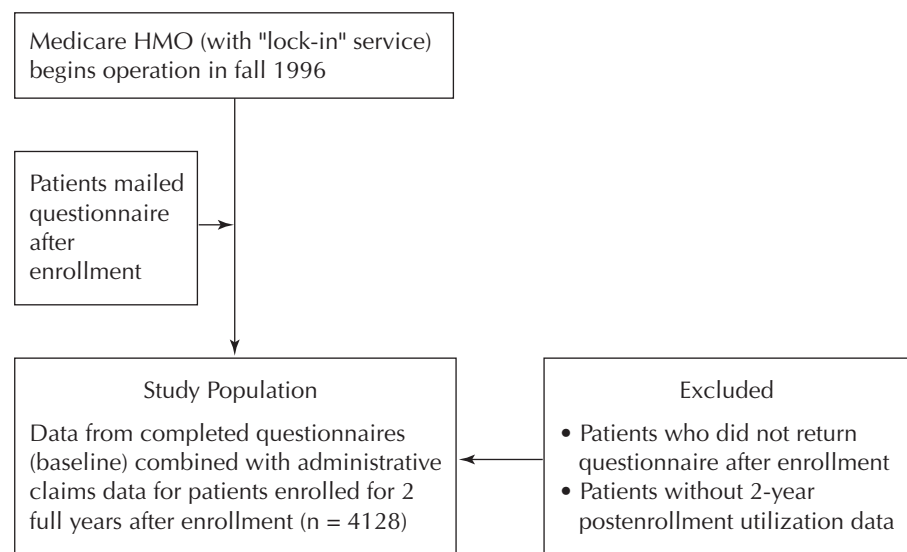 Medicare HMO (with "lock-in" service)
begins operation in fall 1996
Patients mailed
questionnaire
after
enrollment
Study Population
Data from completed questionnaires
(baseline) combined with administrative
claims data for patients enrolled for 2
full years after enrollment (n = 4128)
Excluded
• Patients who did not return
questionnaire after enrollment
• Patients without 2-year
postenrollment utilization data